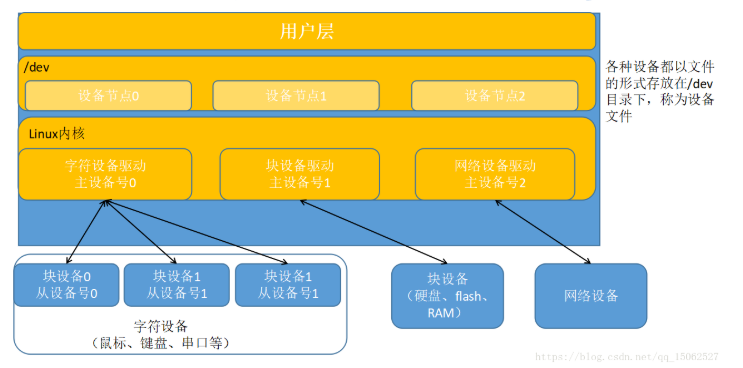 用户层
/dev
设备节点0
设备节点1
设备节点2
各种设备都以文件
的形式存放在/dev
目录下，称为设备
文件
Linux内核
字符设备驱动
主设备号0
块设备驱动
主设备号1
网络设备驱动
主设备号2
块设备0
从设备号0
块设备1
从设备号1
块设备1
从设备号1
字符设备
（鼠标、键盘、串口等）
块设备
（硬盘、flash、
RAM）
网络设备
https://blog.csdn.net/qq_15062527